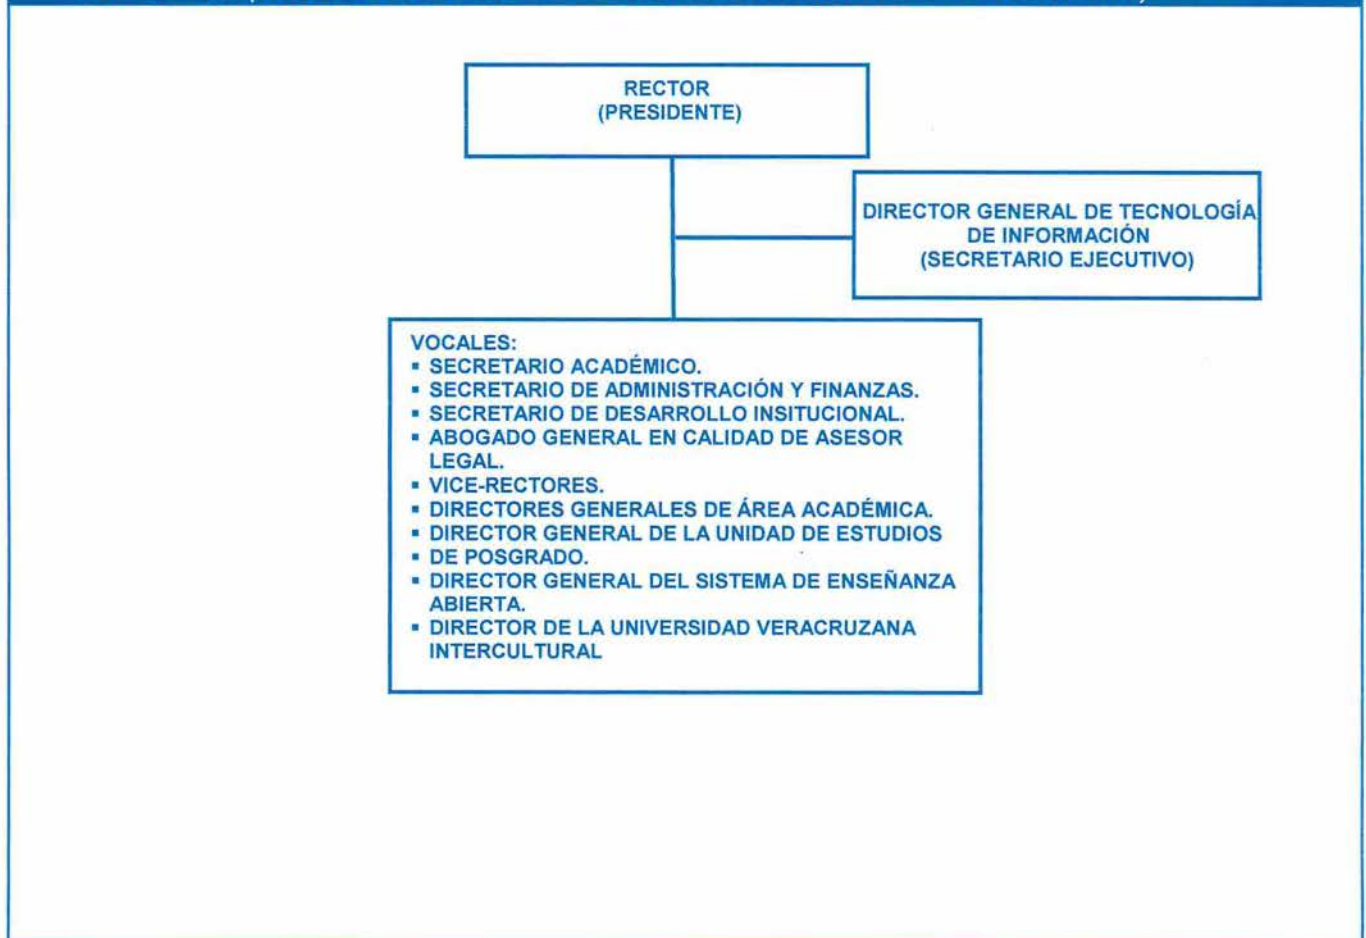 RECTOR
(PRESIDENTE)
DIRECTOR GENERAL DE TECNOLOGÍA
DE INFORMACIÓN
(SECRETARIO EJECUTIVO)
VOCALES:
▪ SECRETARIO ACADÉMICO.
▪ SECRETARIO DE ADMINISTRACIÓN Y FINANZAS.
▪ SECRETARIO DE DESARROLLO INSITUCIONAL.
▪ ABOGADO GENERAL EN CALIDAD DE ASESOR
LEGAL.
▪ VICE-RECTORES.
▪ DIRECTORES GENERALES DE ÁREA ACADÉMICA.
▪ DIRECTOR GENERAL DE LA UNIDAD DE ESTUDIOS
▪ DE POSGRADO.
▪ DIRECTOR GENERAL DEL SISTEMA DE ENSEÑANZA
ABIERTA.
▪ DIRECTOR DE LA UNIVERSIDAD VERACRUZANA
INTERCULTURAL